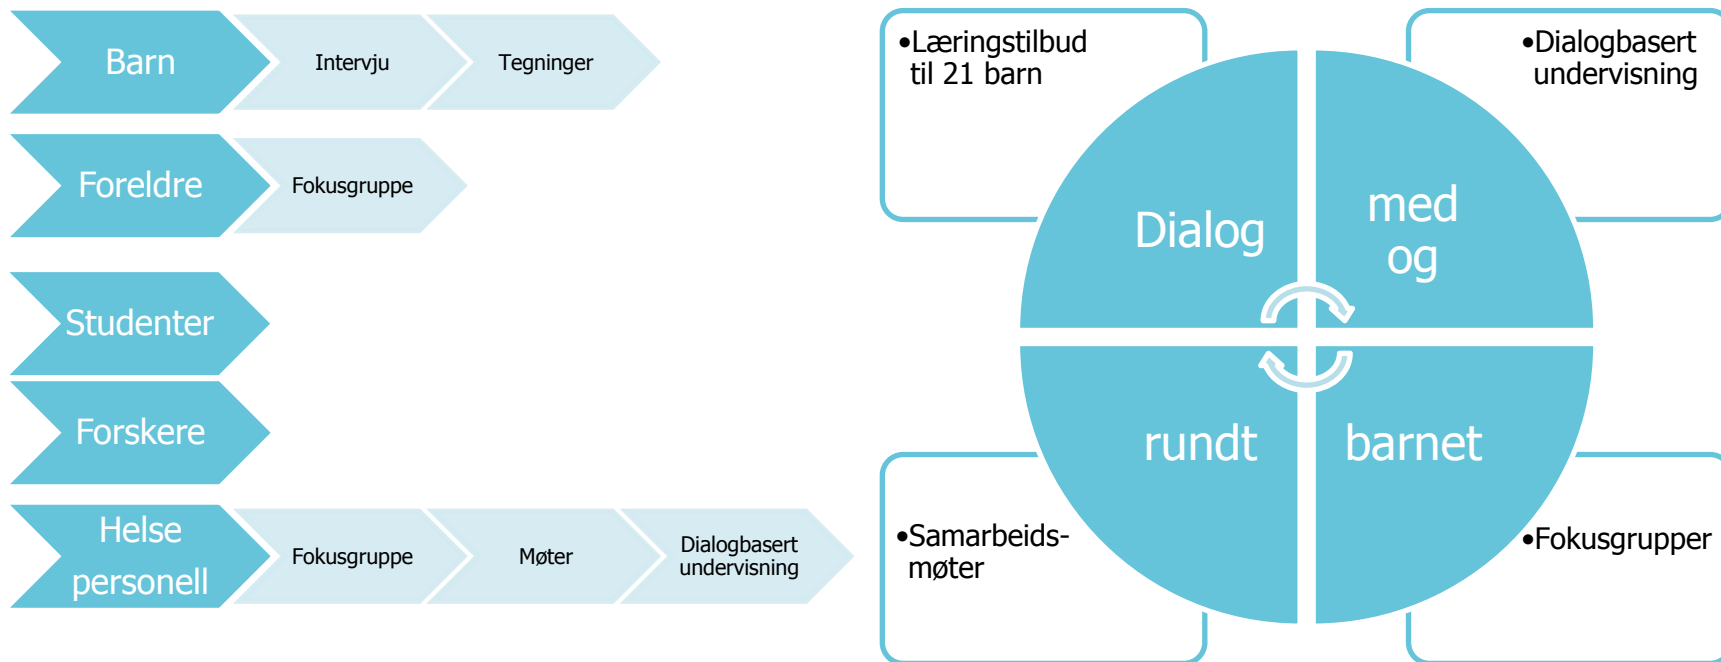 Barn
Intervju
Tegninger
Foreldre
Fokusgruppe
Studenter
Forskere
Helse
personell
Fokusgruppe
Møter
Dialogbasert
undervisning
•Læringstilbud
til 21 barn
•Dialogbasert
undervisning
Dialog
med
og
rundt
barnet
•Samarbeids-
møter
•Fokusgrupper